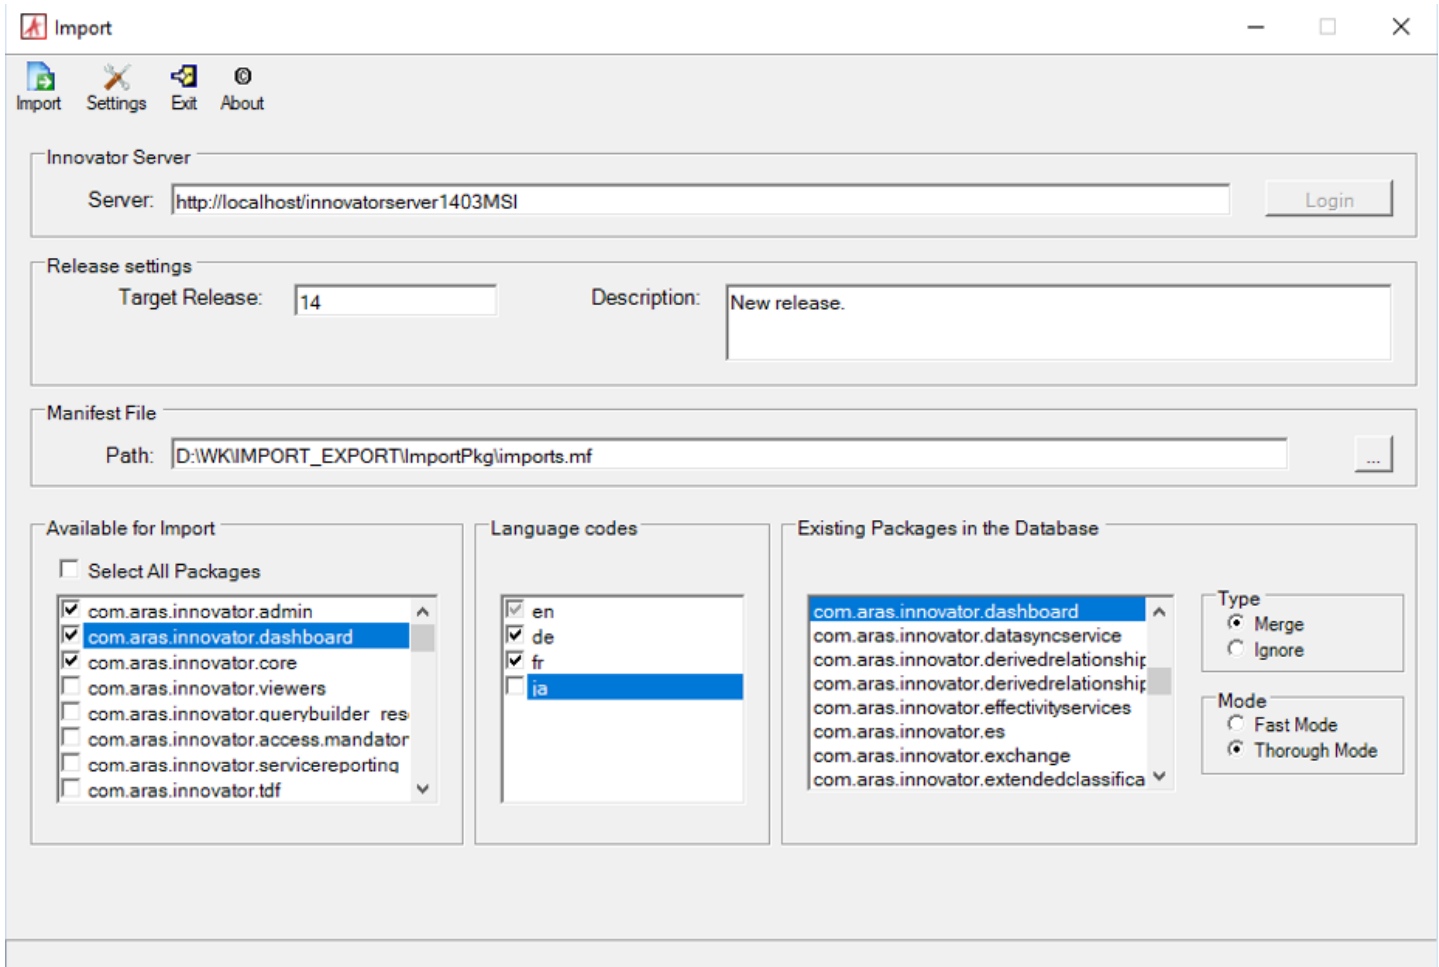 Import
Import Settings Exit © About
Innovator Server
Server: http://localhost/innovatorserver1403MSI Login
Release settings
Target Release: 14 Description: New release.
Manifest File
Path: D:\WK\IMPORT_EXPORT\ImportPkg\imports.mf ...
Available for Import
Select All Packages
com.aras.innovator.admin
com.aras.innovator.dashboard
com.aras.innovator.core
com.aras.innovator.viewers
com.aras.innovator.querybuilder_res
com.aras.innovator.access.mandator
com.aras.innovator.servicereporting
com.aras.innovator.tdf
Language codes
en
de
fr
ja
Existing Packages in the Database
com.aras.innovator.dashboard
com.aras.innovator.datasyncservice
com.aras.innovator.derivedrelationship
com.aras.innovator.derivedrelationship
com.aras.innovator.effectivityservices
com.aras.innovator.es
com.aras.innovator.exchange
com.aras.innovator.extendedclassifica
Type
Merge
Ignore
Mode
Fast Mode
Thorough Mode